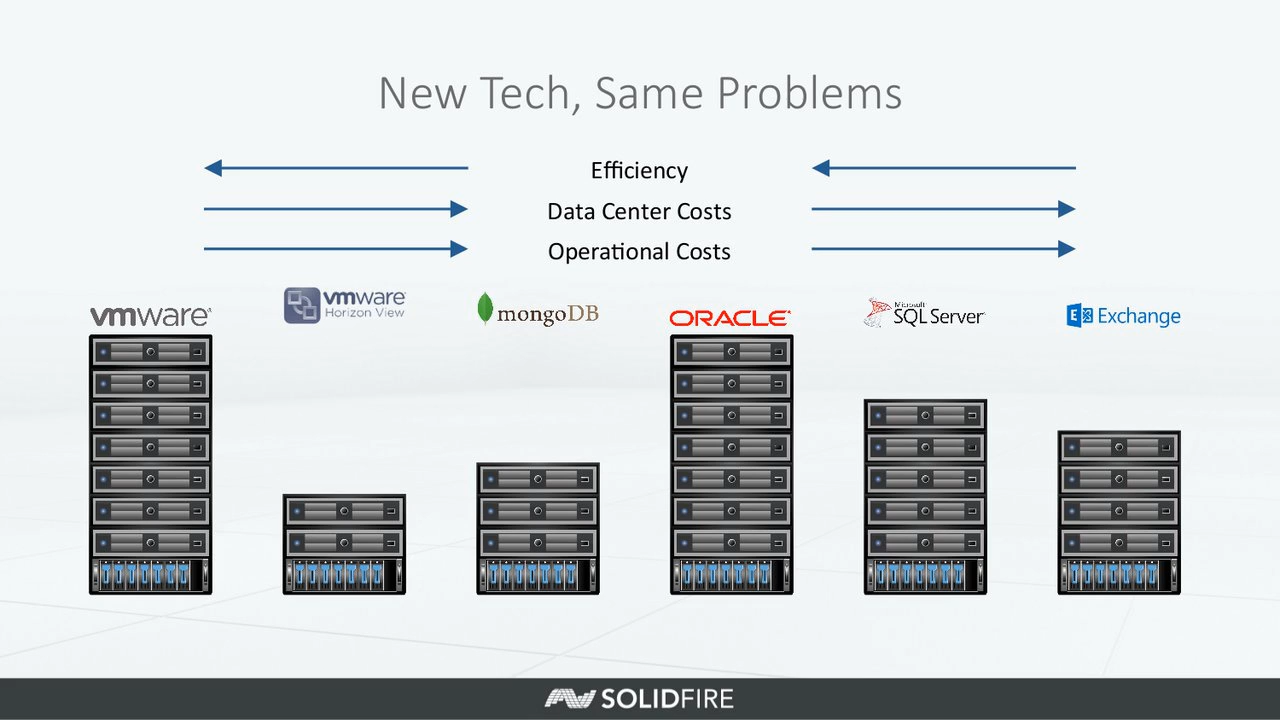 New Tech, Same Problems
Efficiency
Data Center Costs
Operational Costs
vmware
vmware
Horizon View
mongoDB
ORACLE
Microsoft
SQL Server
E Exchange
SOLIDFIRE